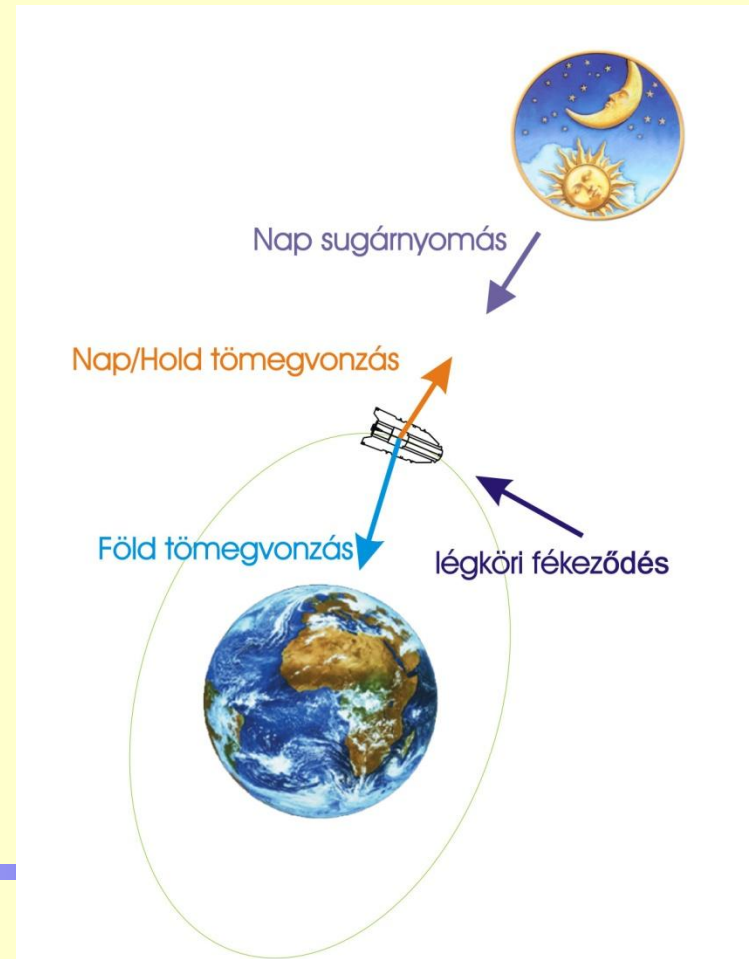 Nap sugárnyomás
Nap/Hold tömegvonzás
Föld tömegvonzás
légköri fékeződés